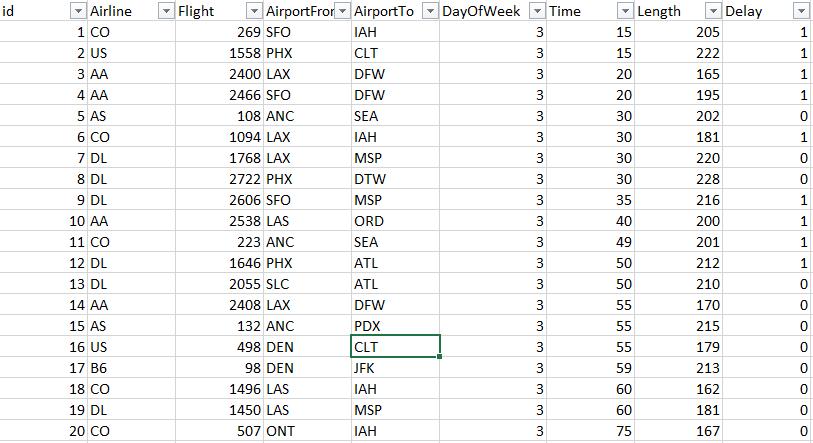 id Airline Flight AirportFror AirportTo DayOfWeek Time Length Delay
1 CO 269 SFO IAH 3 15 205 1
2 US 1558 PHX CLT 3 15 222 1
3 AA 2400 LAX DFW 3 20 165 1
4 AA 2466 SFO DFW 3 20 195 1
5 AS 108 ANC SEA 3 30 202 0
6 CO 1094 LAX IAH 3 30 181 1
7 DL 1768 LAX MSP 3 30 220 0
8 DL 2722 PHX DTW 3 30 228 0
9 DL 2606 SFO MSP 3 35 216 1
10 AA 2538 LAS ORD 3 40 200 1
11 CO 223 ANC SEA 3 49 201 1
12 DL 1646 PHX ATL 3 50 212 1
13 DL 2055 SLC ATL 3 50 210 0
14 AA 2408 LAX DFW 3 55 170 0
15 AS 132 ANC PDX 3 55 215 0
16 US 498 DEN CLT 3 55 179 0
17 B6 98 DEN JFK 3 59 213 0
18 CO 1496 LAS IAH 3 60 162 0
19 DL 1450 LAS MSP 3 60 181 0
20 CO 507 ONT IAH 3 75 167 0